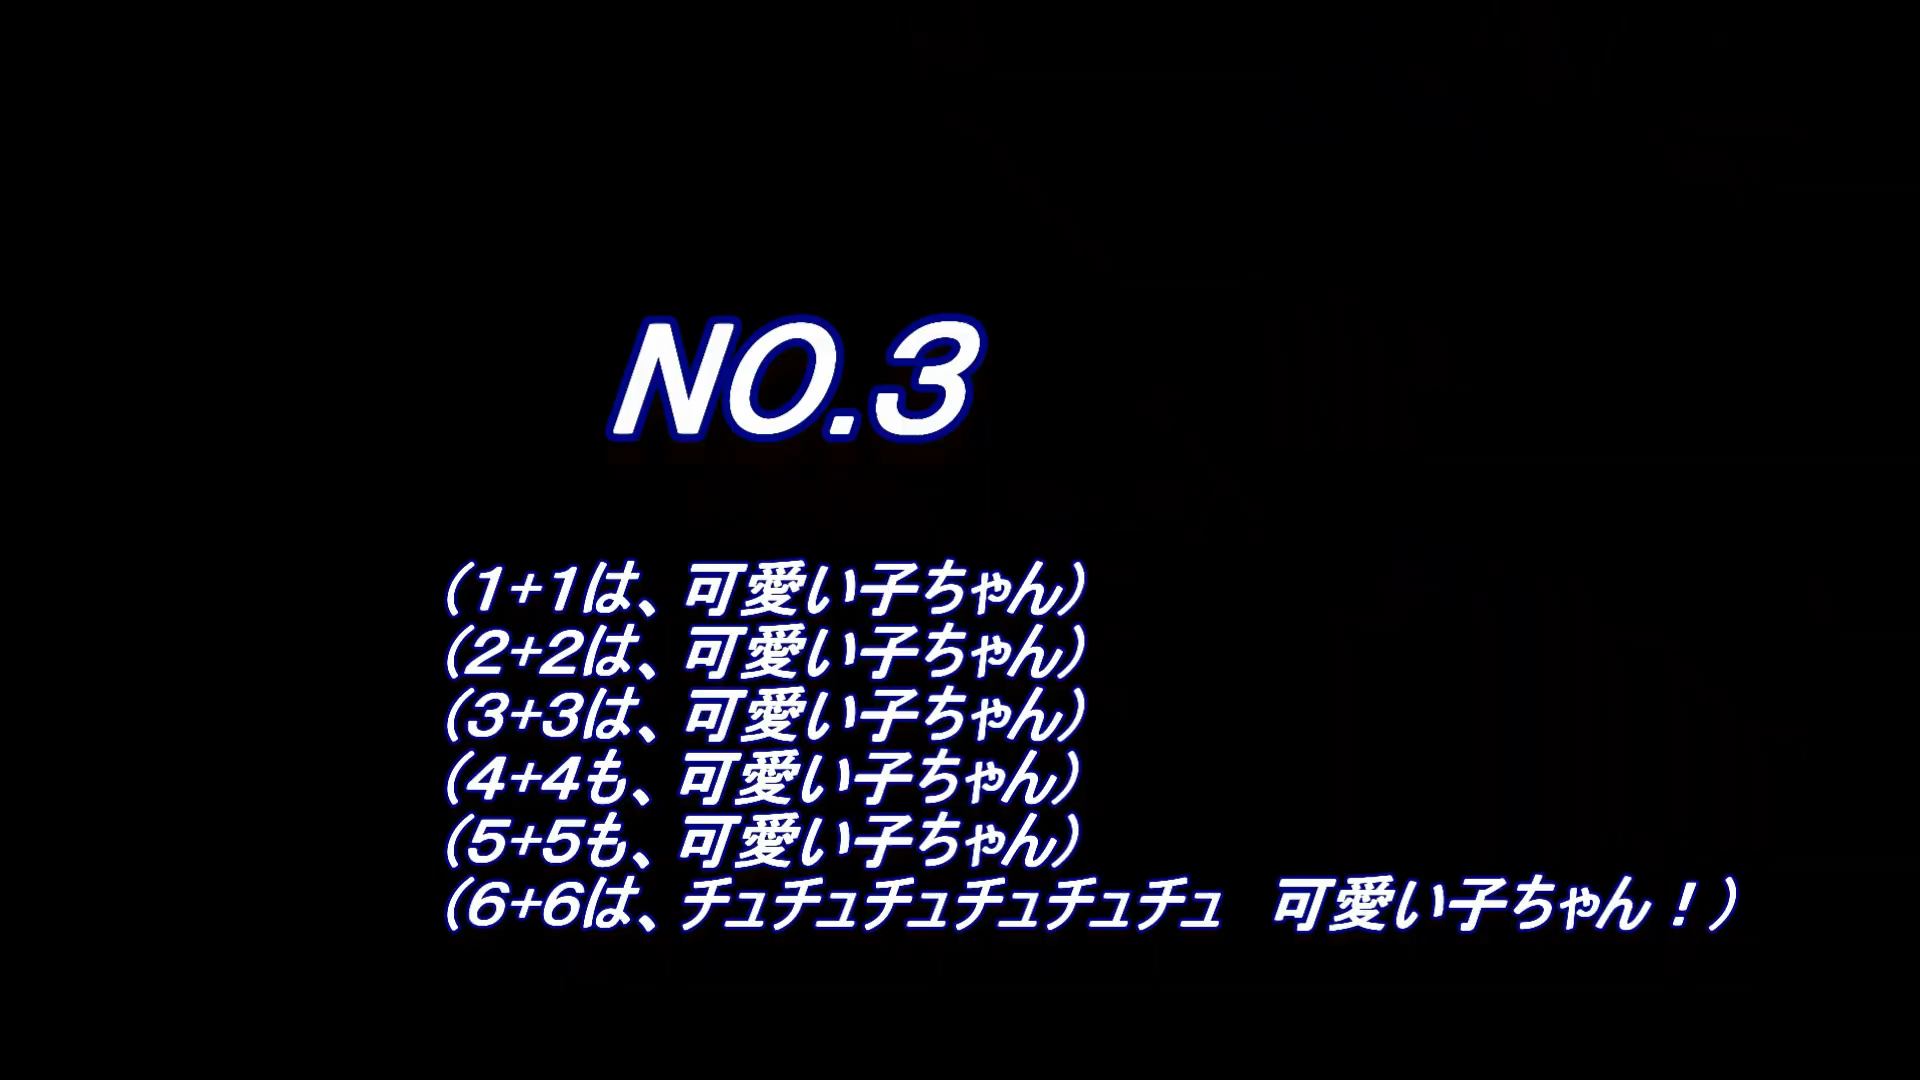 NO.3
(1+1は、可愛い子ちゃん)
(2+2は、可愛い子ちゃん)
(3+3は、可愛い子ちゃん)
(4+4も、可愛い子ちゃん)
(5+5も、可愛い子ちゃん)
(6+6は、チュチュチュチュチュチュ　可愛い子ちゃん！)